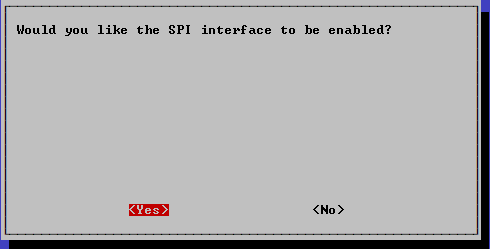 Would you like the SPI interface to be enabled?
<Yes> <No>